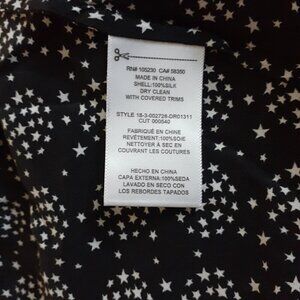 RN# 105230 CA# 58350
MADE IN CHINA
SHELL:100%SILK
DRY CLEAN
WITH COVERED TRIMS
STYLE 18-3-002726-DR01311
CUT 000540
FABRIQUÉ EN CHINE
REVÊTEMENT:100%SOIE
NETTOYER À SEC EN
COUVRANT LES COUTURES
HECHO EN CHINA
CAPA EXTERNA:100%SEDA
LAVADO EN SECO CON
LOS REBORDES TAPADOS